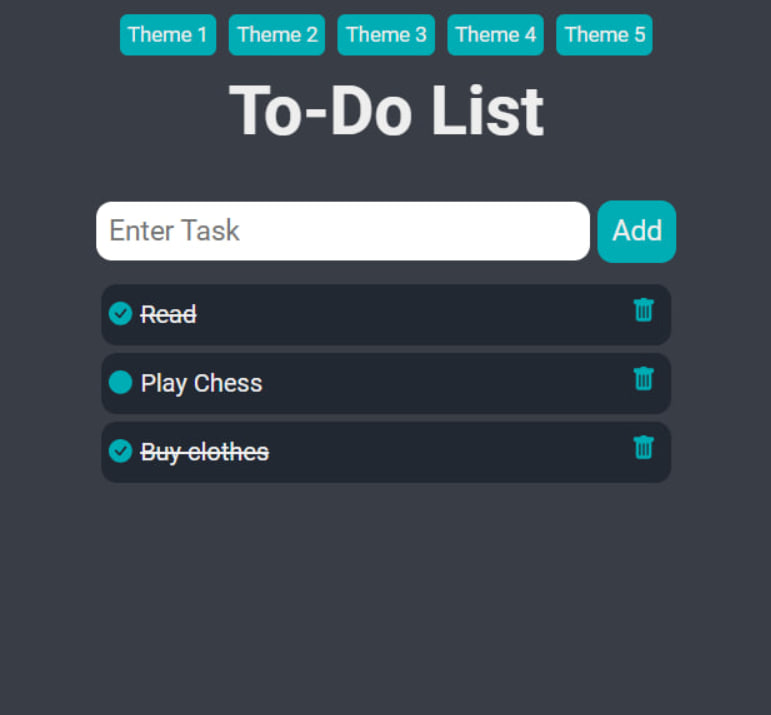 Theme 1 Theme 2 Theme 3 Theme 4 Theme 5
To-Do List
Enter Task Add
Read
Play Chess
Buy clothes